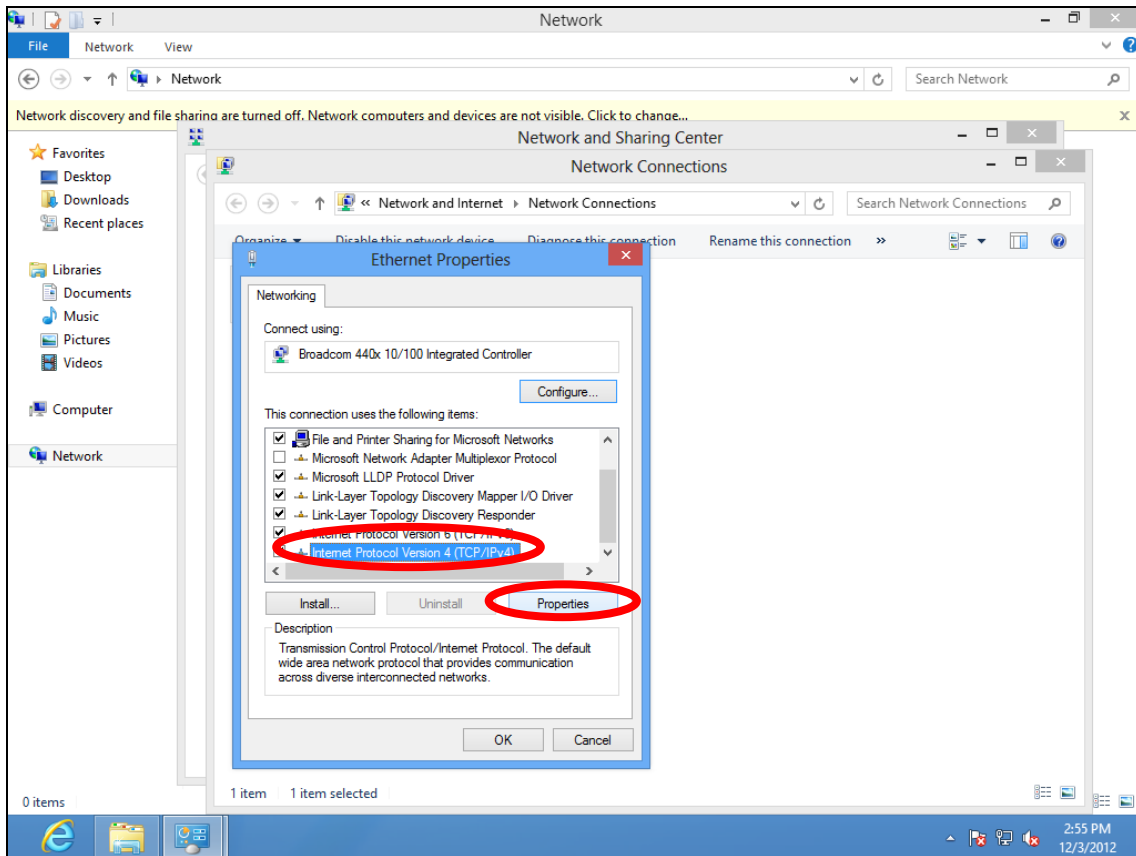 Network
File Network View
Network
Search Network
Network discovery and file sharing are turned off. Network computers and devices are not visible. Click to change...
Favorites
Desktop
Downloads
Recent places
Libraries
Documents
Music
Pictures
Videos
Computer
Network
0 items
Network and Sharing Center
Network Connections
« Network and Internet Network Connections
Search Network Connections
Organize Disable this network device Diagnose this connection Rename this connection »
Ethernet Properties
Networking
Connect using:
Broadcom 440x 10/100 Integrated Controller
Configure...
This connection uses the following items:
File and Printer Sharing for Microsoft Networks
Microsoft Network Adapter Multiplexor Protocol
Microsoft LLDP Protocol Driver
Link-Layer Topology Discovery Mapper I/O Driver
Link-Layer Topology Discovery Responder
Internet Protocol Version 6 (TCP/IPv6)
Internet Protocol Version 4 (TCP/IPv4)
Install... Uninstall Properties
Description
Transmission Control Protocol/Internet Protocol. The default
wide area network protocol that provides communication
across diverse interconnected networks.
OK Cancel
1 item 1 item selected
2:55 PM
12/3/2012